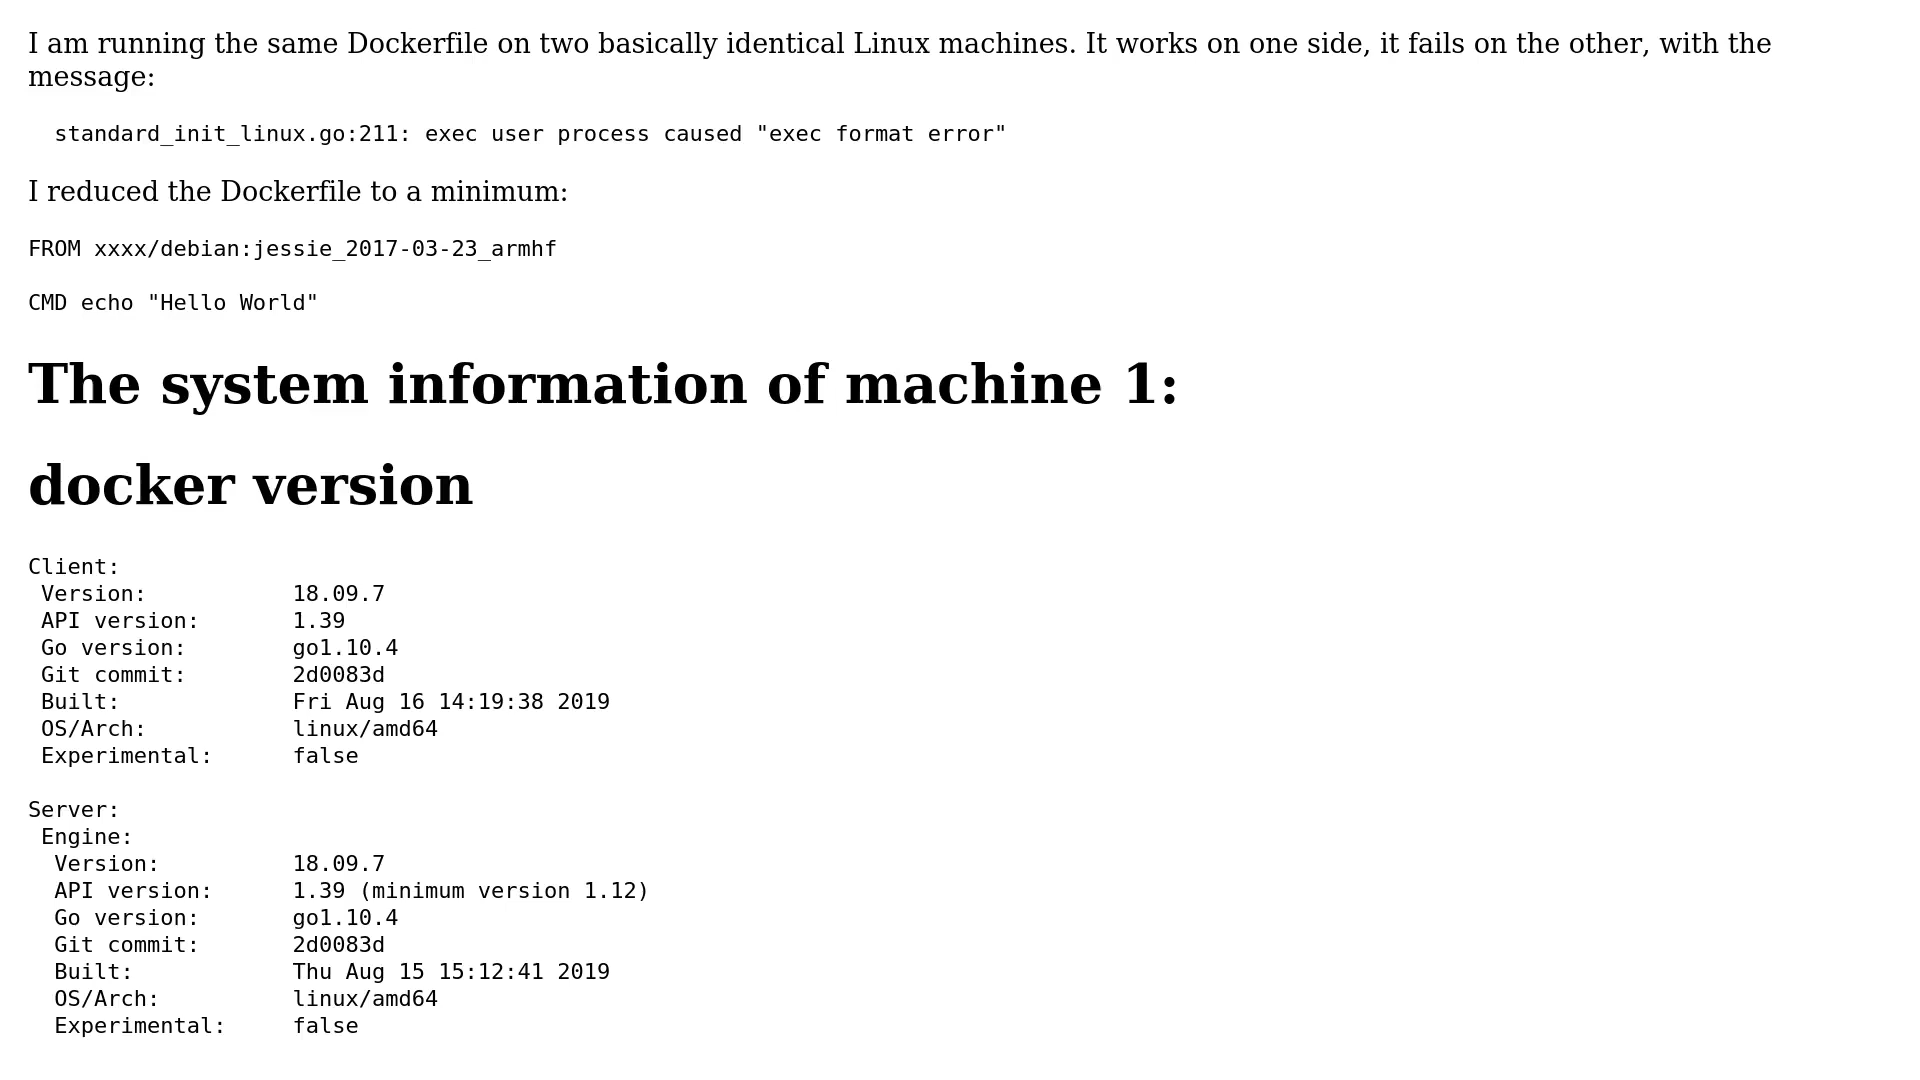 I am running the same Dockerfile on two basically identical Linux machines. It works on one side, it fails on the other, with the
message:
standard_init_linux.go:211: exec user process caused "exec format error"
I reduced the Dockerfile to a minimum:
FROM xxxx/debian:jessie_2017-03-23_armhf
CMD echo "Hello World"
The system information of machine 1:
docker version
Client:
 Version:           18.09.7
 API version:       1.39
 Go version:        go1.10.4
 Git commit:        2d0083d
 Built:             Fri Aug 16 14:19:38 2019
 OS/Arch:           linux/amd64
 Experimental:      false
Server:
 Engine:
  Version:          18.09.7
  API version:      1.39 (minimum version 1.12)
  Go version:       go1.10.4
  Git commit:       2d0083d
  Built:            Thu Aug 15 15:12:41 2019
  OS/Arch:          linux/amd64
  Experimental:     false